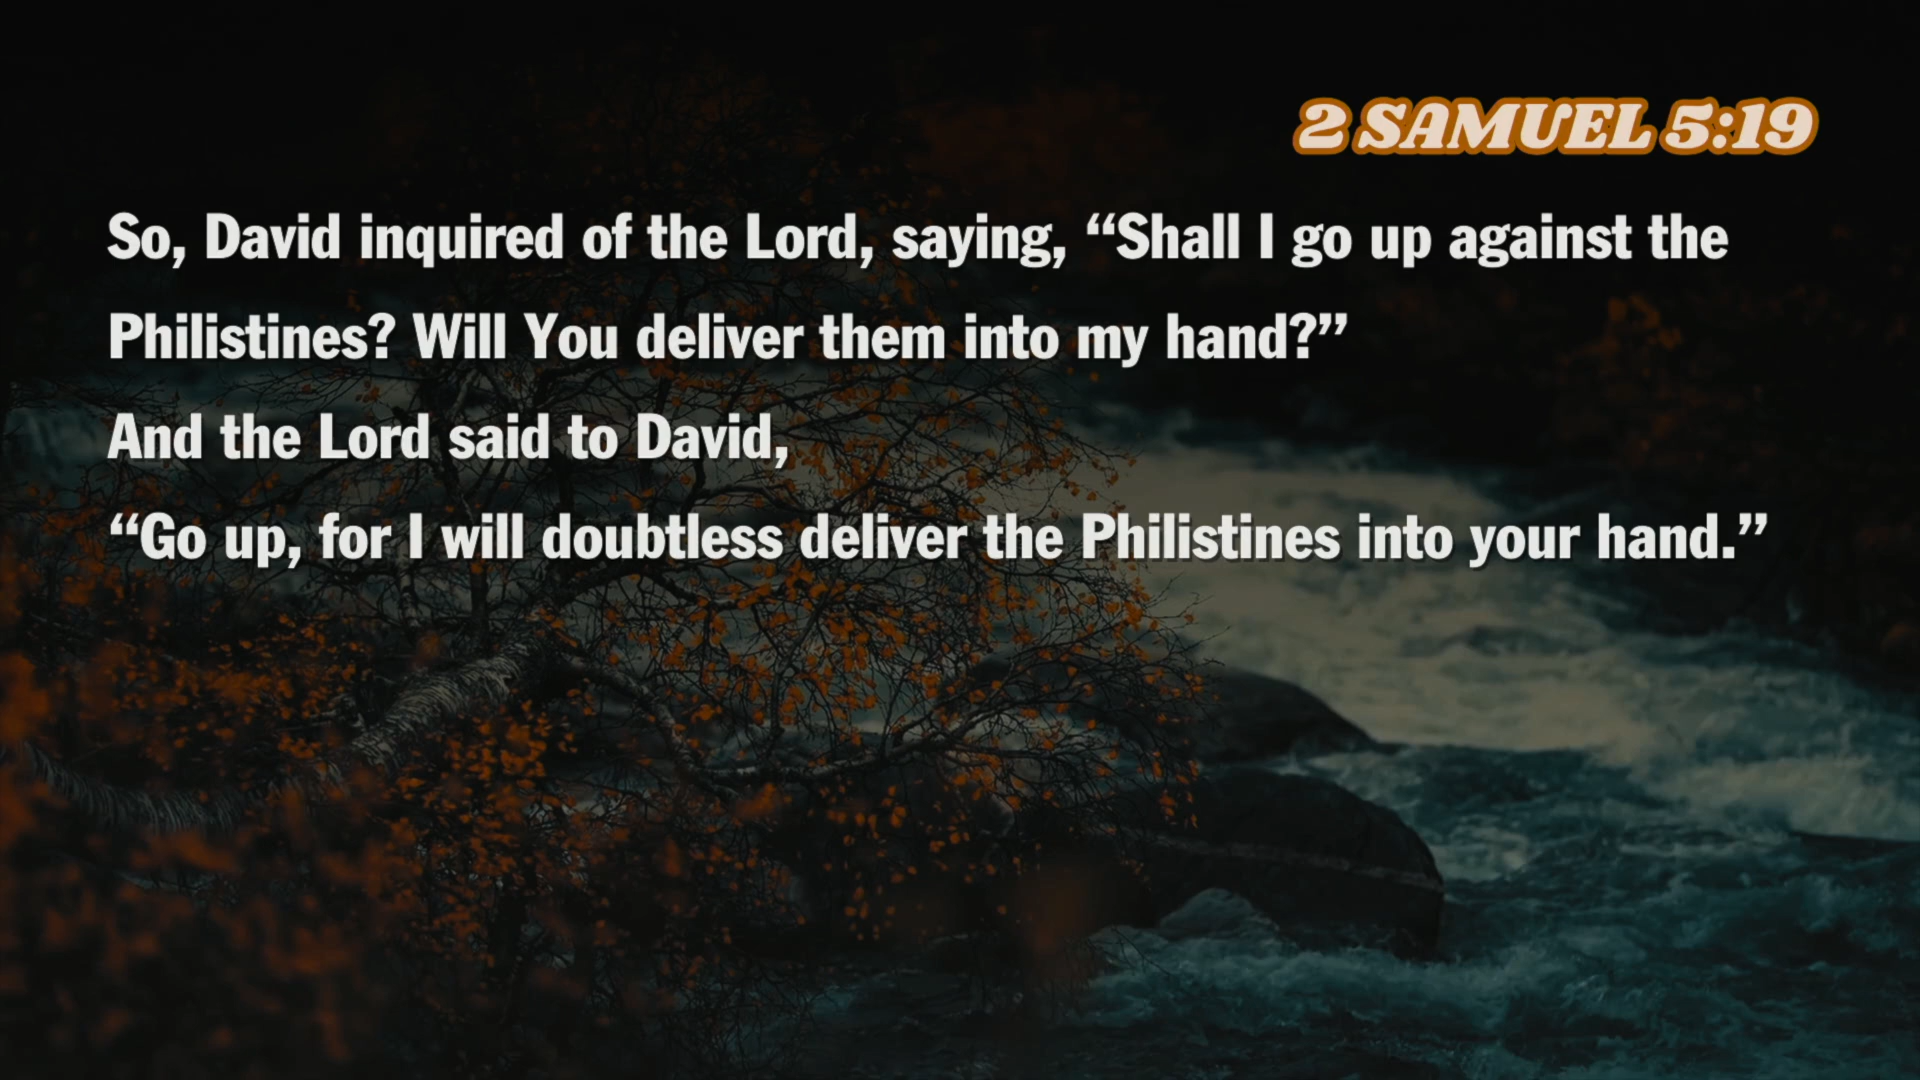 2 SAMUEL 5:19
So, David inquired of the Lord, saying, “Shall I go up against the
Philistines? Will You deliver them into my hand?”
And the Lord said to David,
“Go up, for I will doubtless deliver the Philistines into your hand.”